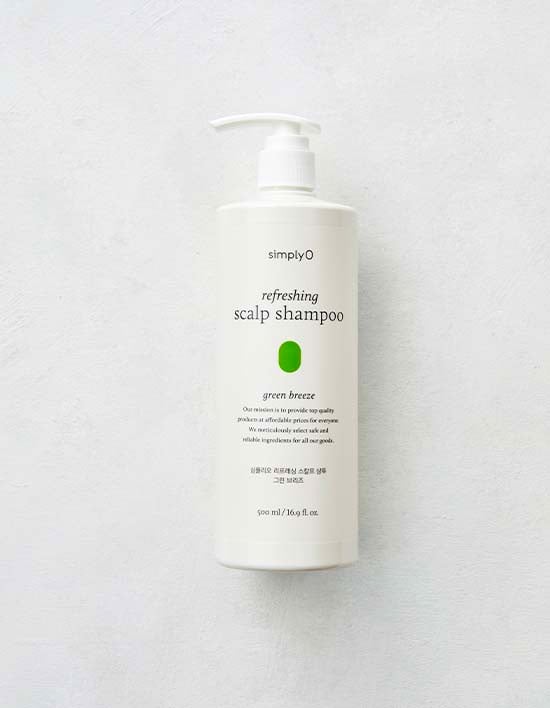 simplyO
refreshing
scalp shampoo
green breeze
Our mission is to provide top quality
products at affordable prices for everyone.
We meticulously select safe and
reliable ingredients for all our goods.
심플리오 리프레싱 스칼프 샴푸
그린 브리즈
500 ml / 16.9 fl. oz.